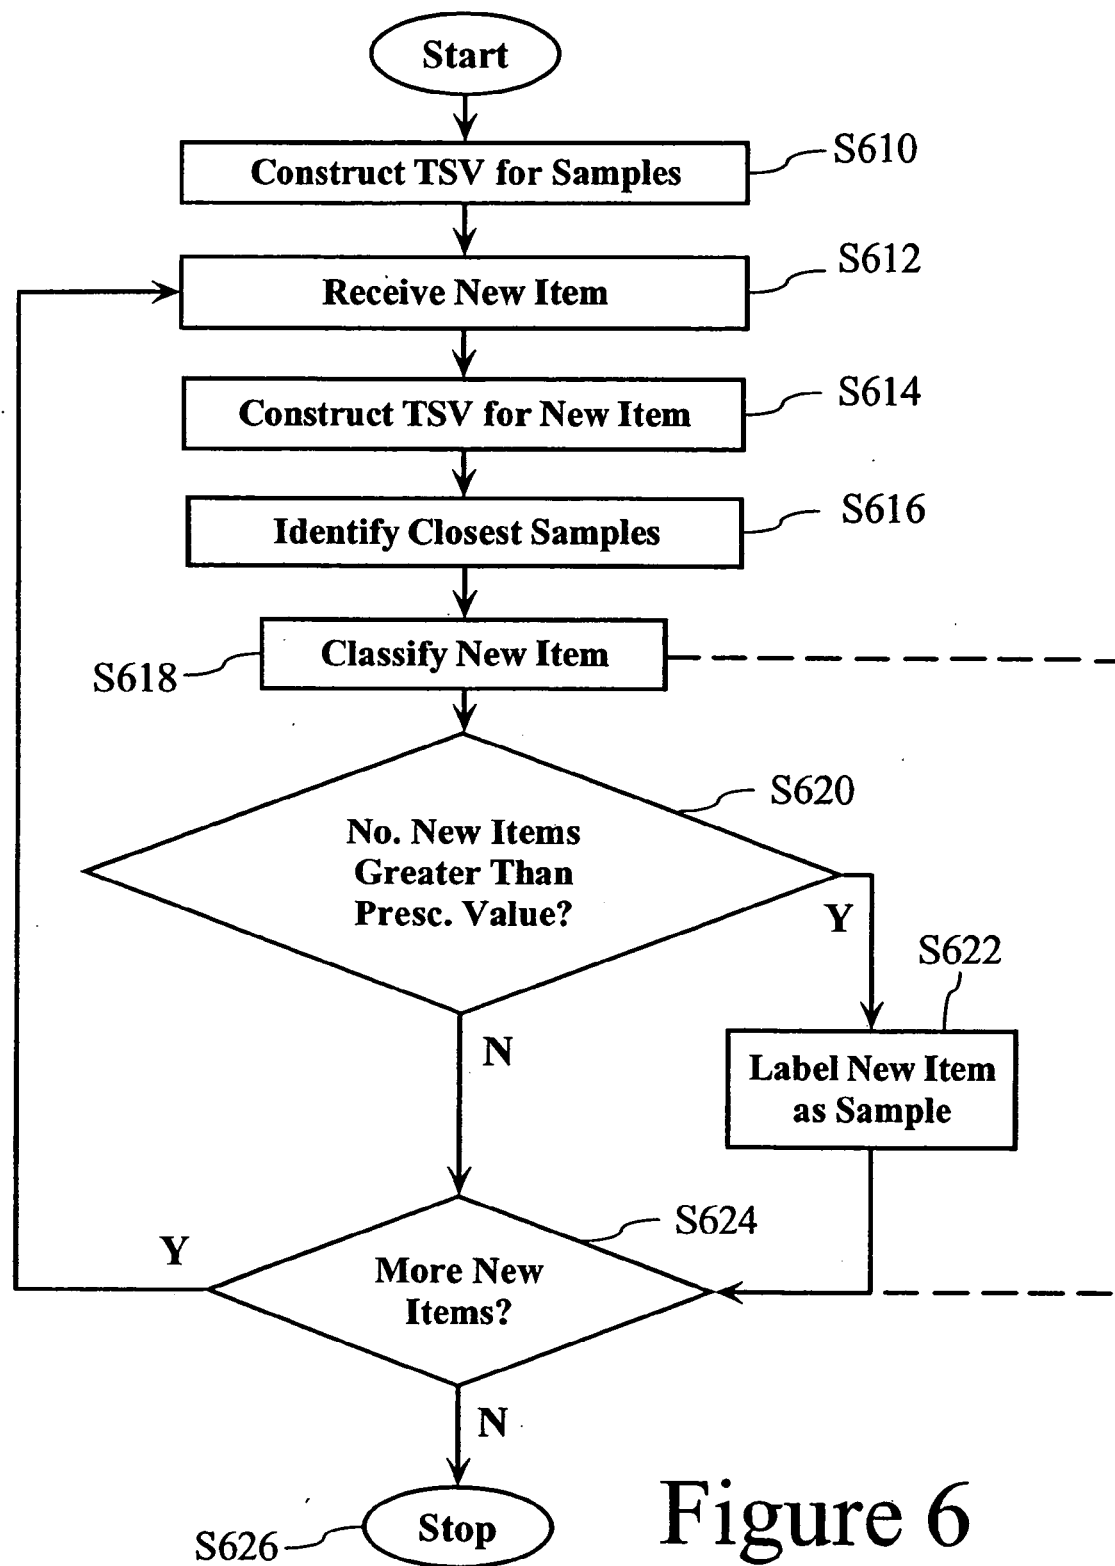 Start
Construct TSV for Samples
S610
Receive New Item
S612
Construct TSV for New Item
S614
Identify Closest Samples
S616
Classify New Item
S618
S620
No. New Items
Greater Than
Presc. Value?
Y
N
S622
Label New Item
as Sample
S624
More New
Items?
Y
N
Stop
S626
Figure 6